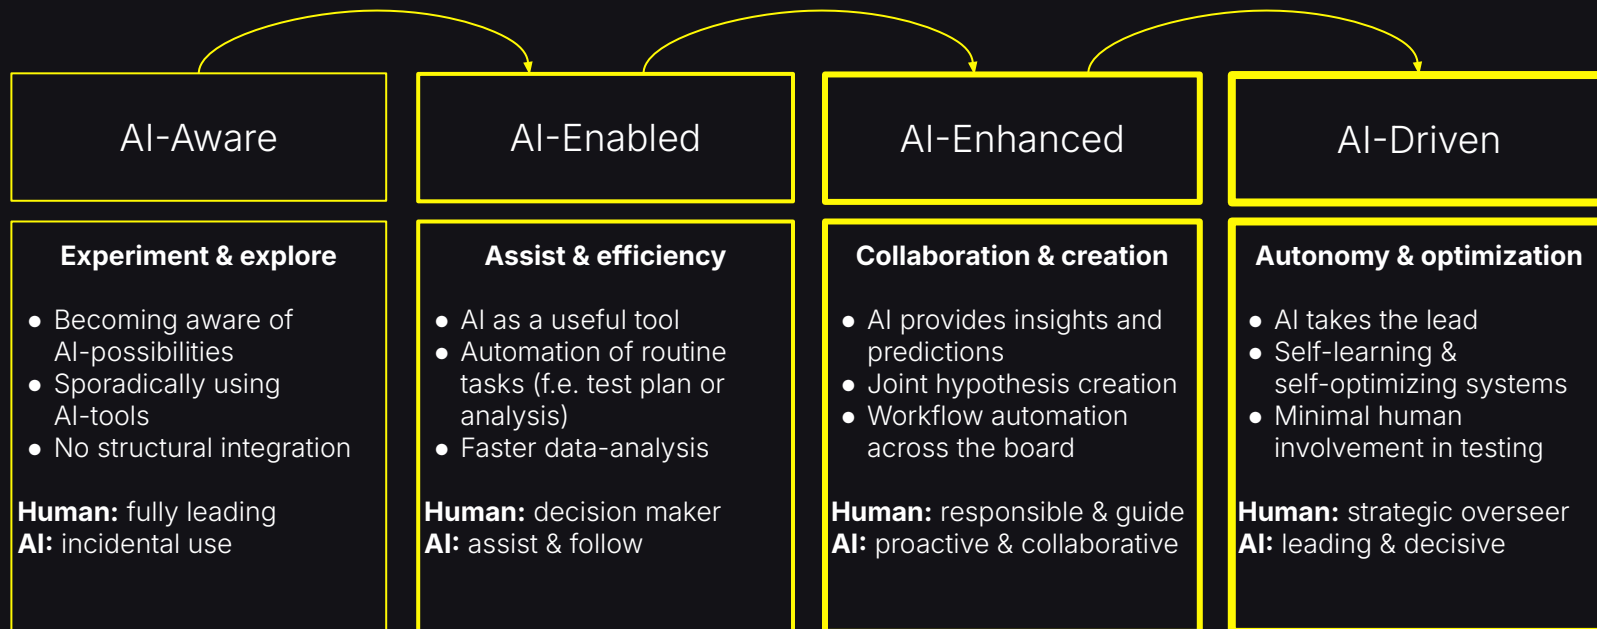 AI-Aware
AI-Enabled
AI-Enhanced
AI-Driven
Experiment & explore
● Becoming aware of
AI-possibilities
● Sporadically using
AI-tools
● No structural integration
Human: fully leading
AI: incidental use
Assist & efficiency
● AI as a useful tool
● Automation of routine
tasks (f.e. test plan or
analysis)
● Faster data-analysis
Human: decision maker
AI: assist & follow
Collaboration & creation
● AI provides insights and
predictions
● Joint hypothesis creation
● Workflow automation
across the board
Human: responsible & guide
AI: proactive & collaborative
Autonomy & optimization
● AI takes the lead
● Self-learning &
self-optimizing systems
● Minimal human
involvement in testing
Human: strategic overseer
AI: leading & decisive